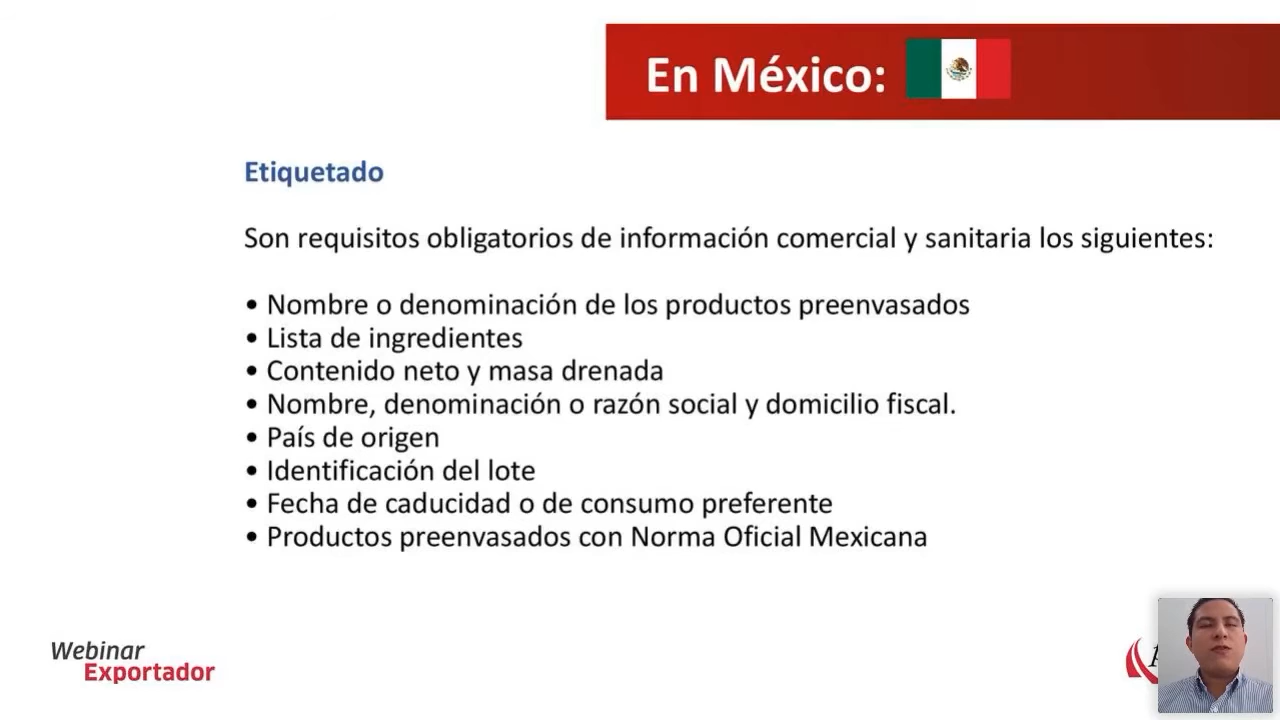 En México:
Etiquetado
Son requisitos obligatorios de información comercial y sanitaria los siguientes:
• Nombre o denominación de los productos preenvasados
• Lista de ingredientes
• Contenido neto y masa drenada
• Nombre, denominación o razón social y domicilio fiscal.
• País de origen
• Identificación del lote
• Fecha de caducidad o de consumo preferente
• Productos preenvasados con Norma Oficial Mexicana
Webinar
Exportador